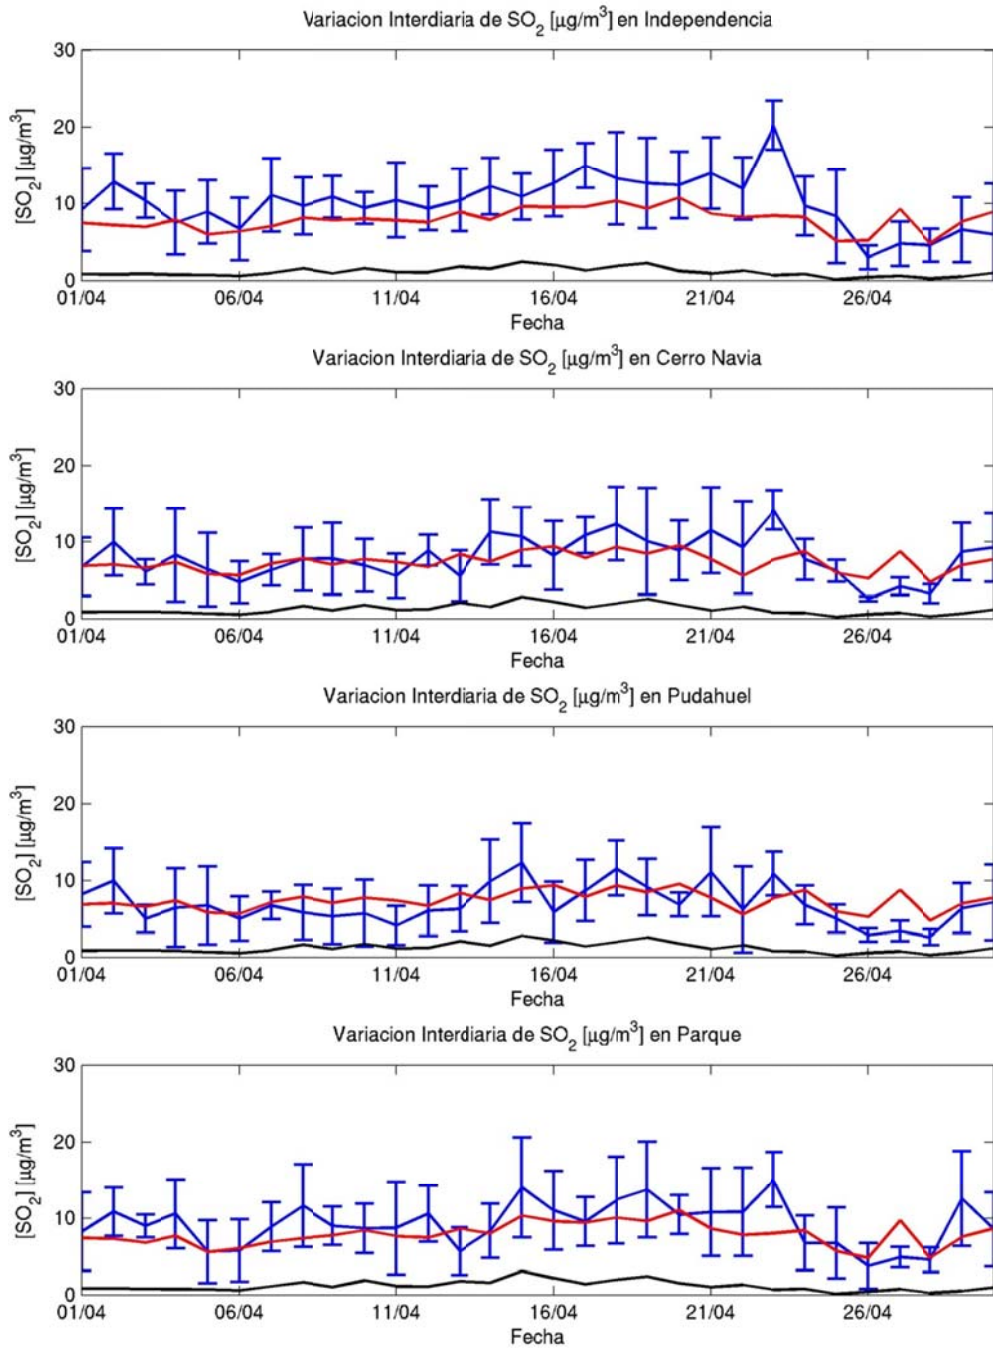 Variacion Interdiaria de SO2 [µg/m3] en Independencia
30
20
10
0
[SO2] [µg/m3]
01/04 06/04 11/04 16/04 21/04 26/04
Fecha
Variacion Interdiaria de SO2 [µg/m3] en Cerro Navia
30
20
10
0
[SO2] [µg/m3]
01/04 06/04 11/04 16/04 21/04 26/04
Fecha
Variacion Interdiaria de SO2 [µg/m3] en Pudahuel
30
20
10
0
[SO2] [µg/m3]
01/04 06/04 11/04 16/04 21/04 26/04
Fecha
Variacion Interdiaria de SO2 [µg/m3] en Parque
30
20
10
0
[SO2] [µg/m3]
01/04 06/04 11/04 16/04 21/04 26/04
Fecha